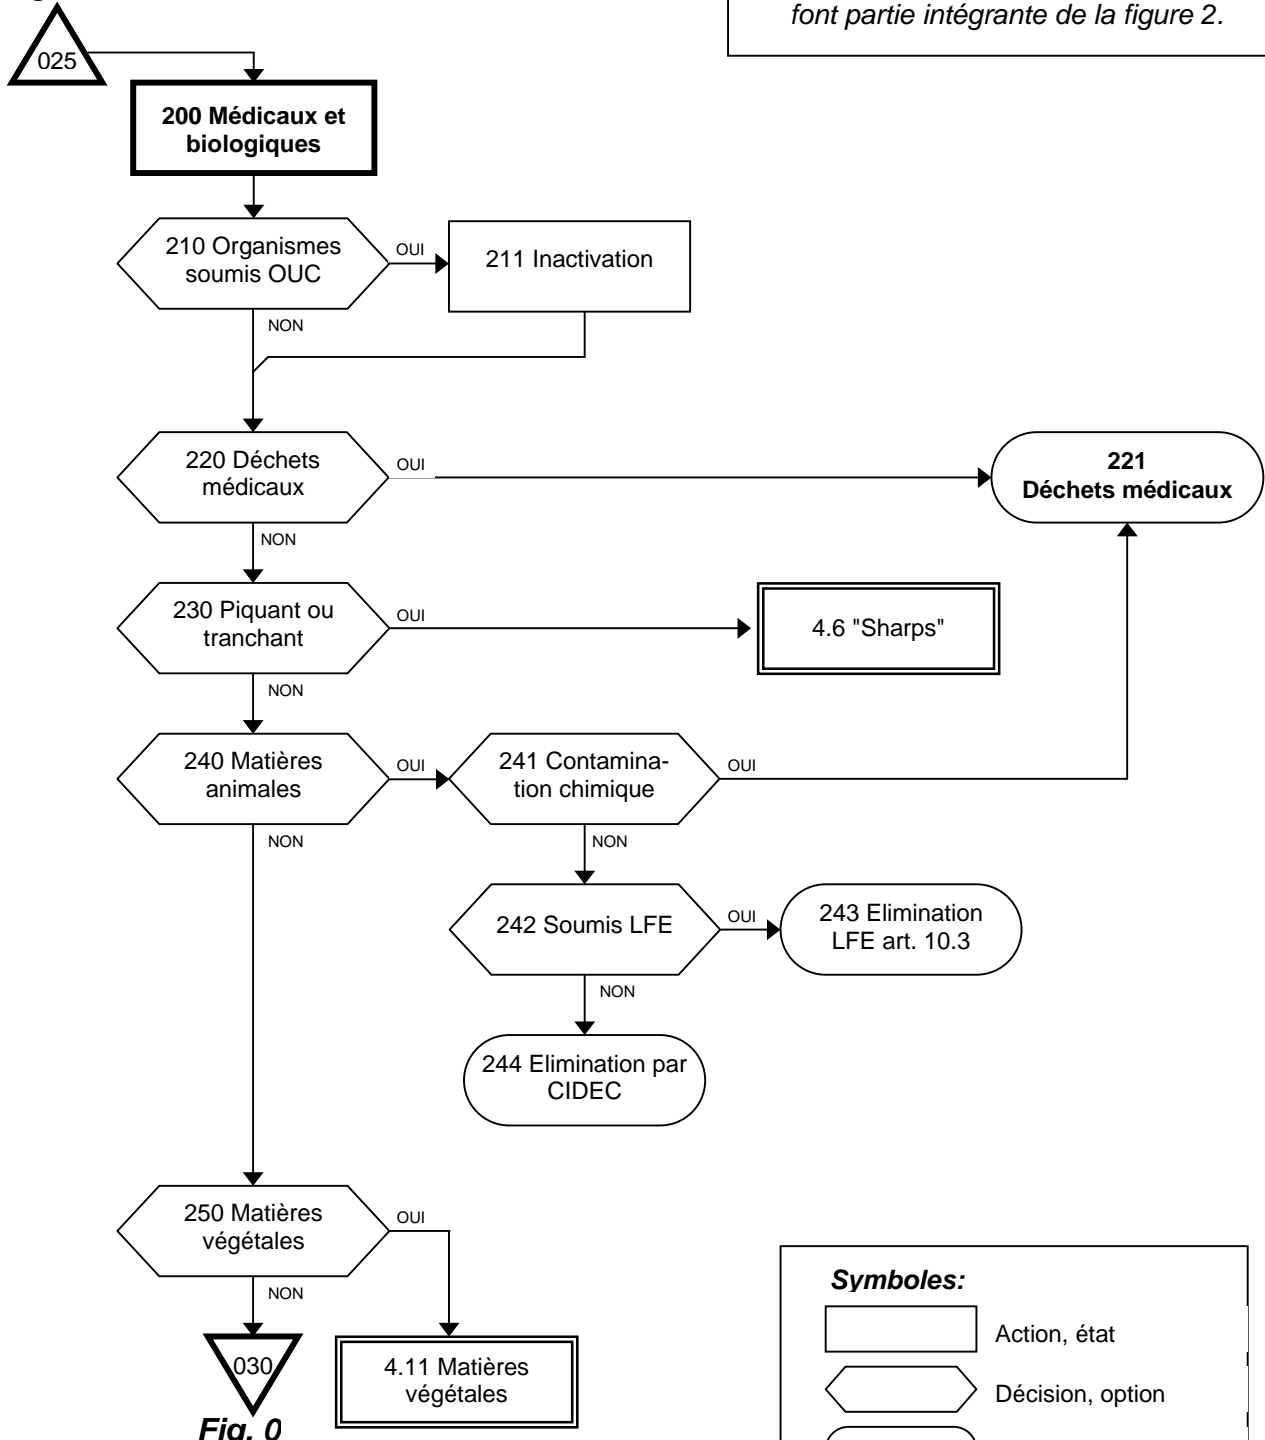 font partie intégrante de la figure 2.
025
200 Médicaux et
biologiques
210 Organismes
soumis OUC
OUI
211 Inactivation
NON
220 Déchets
médicaux
OUI
221
Déchets médicaux
NON
230 Piquant ou
tranchant
OUI
4.6 "Sharps"
NON
240 Matières
animales
OUI
241 Contamina-
tion chimique
OUI
NON
NON
242 Soumis LFE
OUI
243 Elimination
LFE art. 10.3
NON
244 Elimination par
CIDEC
250 Matières
végétales
OUI
NON
030
Fig. 0
4.11 Matières
végétales
Symboles:
Action, état
Décision, option